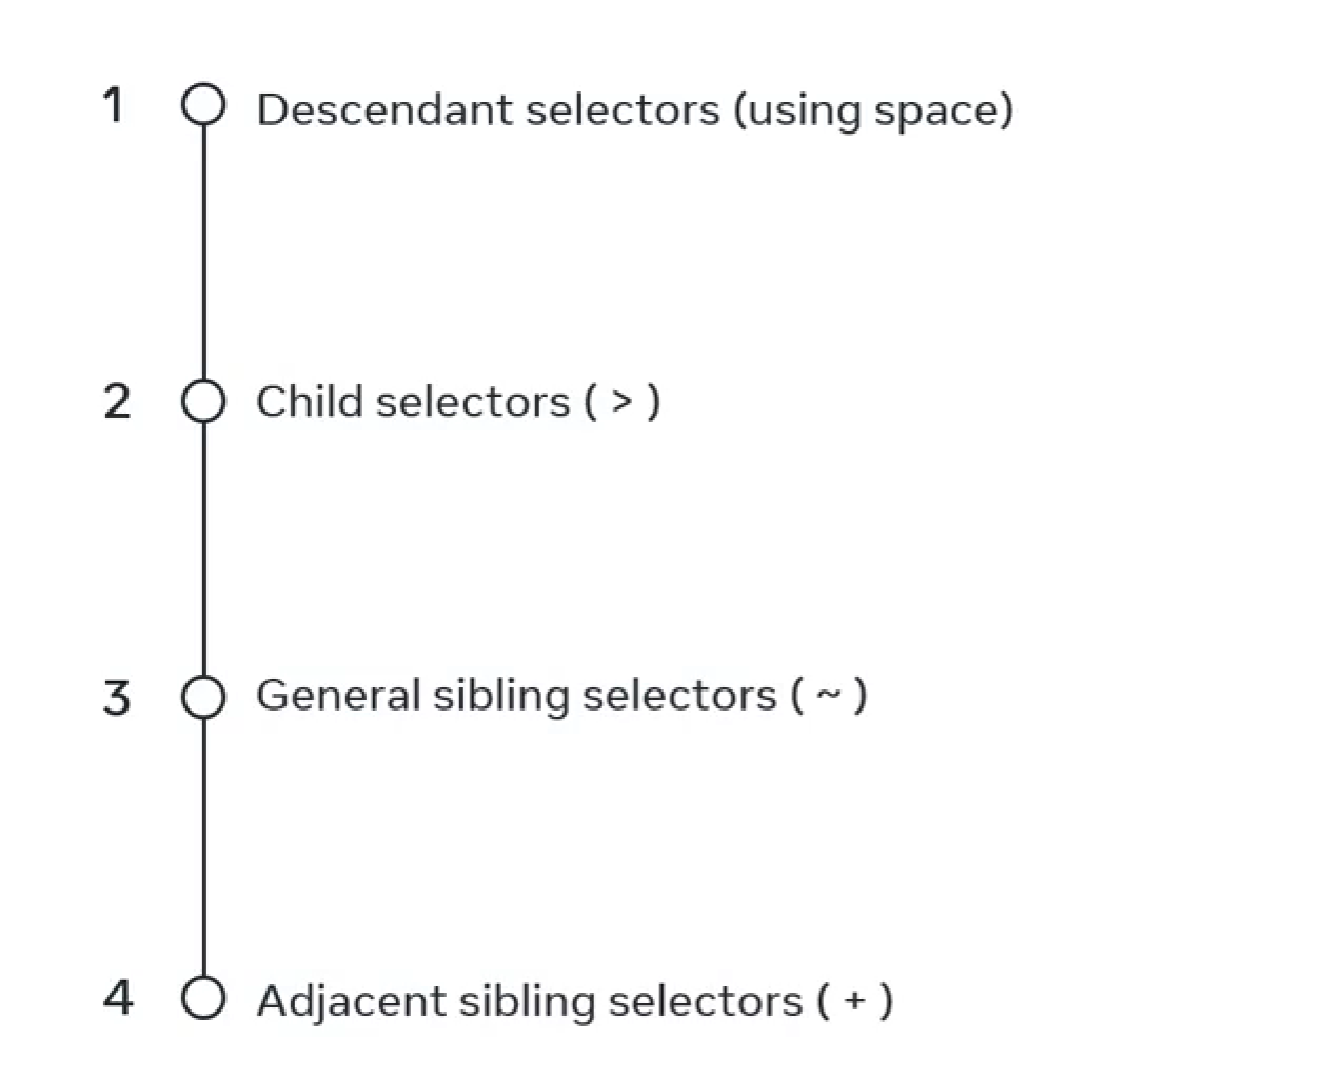 1 Descendant selectors (using space)
2 Child selectors ( > )
3 General sibling selectors ( ~ )
4 Adjacent sibling selectors ( + )